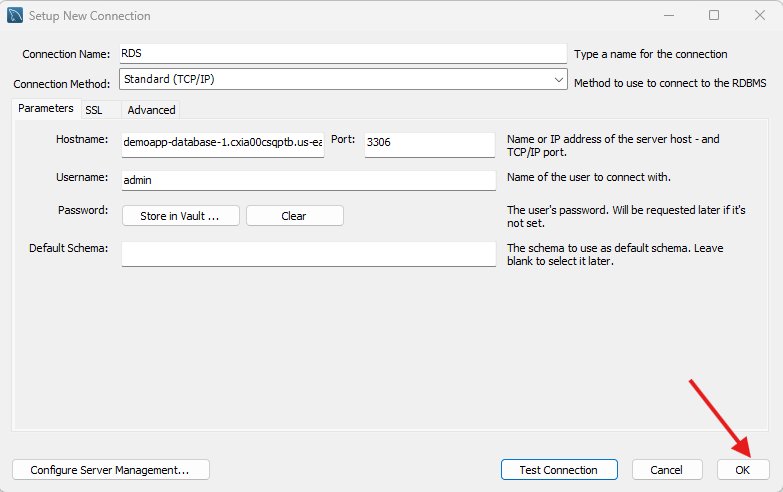 Setup New Connection
Connection Name: RDS Type a name for the connection
Connection Method: Standard (TCP/IP) Method to use to connect to the RDBMS
Parameters SSL Advanced
Hostname: demoapp-database-1.cxia00csqptb.us-ea Port: 3306 Name or IP address of the server host - and
TCP/IP port.
Username: admin Name of the user to connect with.
Password: Store in Vault ... Clear The user's password. Will be requested later if it's
not set.
Default Schema: The schema to use as default schema. Leave
blank to select it later.
Configure Server Management... Test Connection Cancel OK